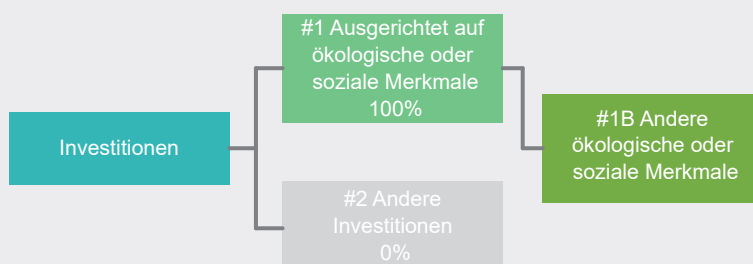 #1 Ausgerichtet auf
ökologische oder
soziale Merkmale
100%
Investitionen
#1B Andere
ökologische oder
soziale Merkmale
#2 Andere
Investitionen
0%